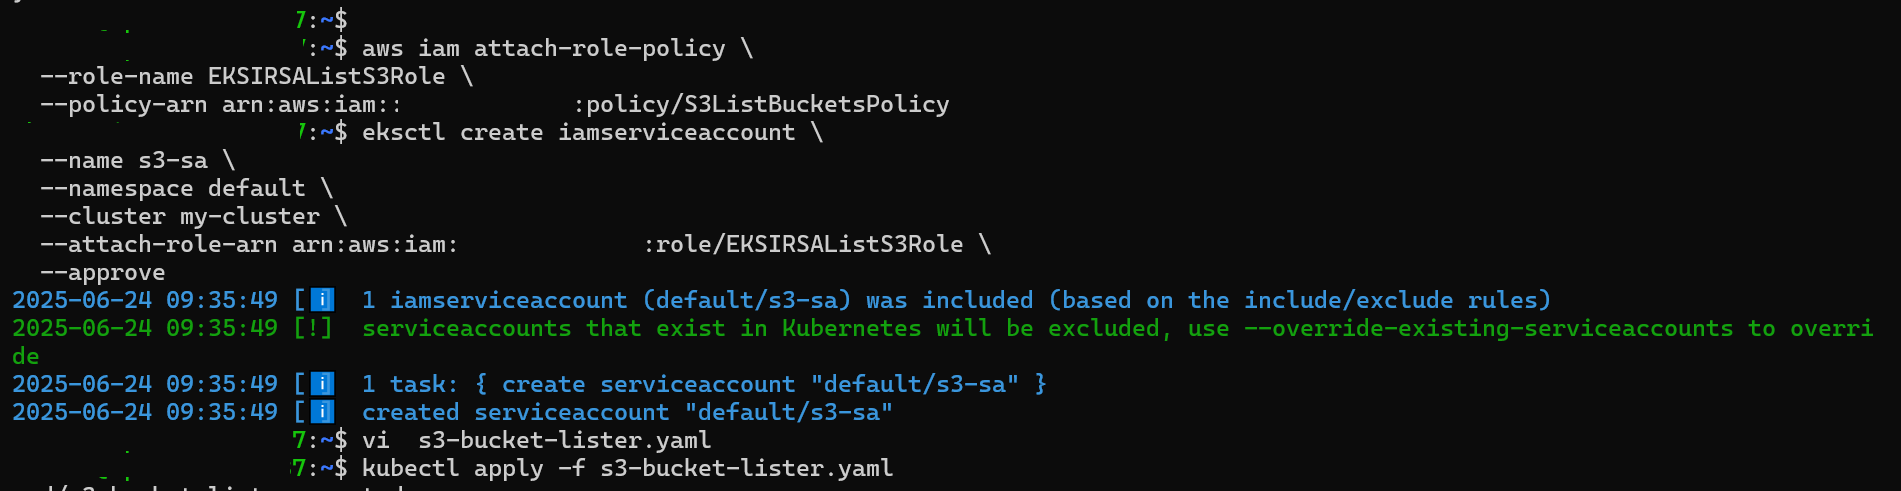 7:~$
:~$ aws iam attach-role-policy \
--role-name EKSIRSAListS3Role \
--policy-arn arn:aws:iam:: :policy/S3ListBucketsPolicy
7:~$ eksctl create iamserviceaccount \
--name s3-sa \
--namespace default \
--cluster my-cluster \
--attach-role-arn arn:aws:iam: :role/EKSIRSAListS3Role \
--approve
2025-06-24 09:35:49 [ℹ]  1 iamserviceaccount (default/s3-sa) was included (based on the include/exclude rules)
2025-06-24 09:35:49 [!]  serviceaccounts that exist in Kubernetes will be excluded, use --override-existing-serviceaccounts to overri
de
2025-06-24 09:35:49 [ℹ]  1 task: { create serviceaccount "default/s3-sa" }
2025-06-24 09:35:49 [ℹ]  created serviceaccount "default/s3-sa"
7:~$ vi  s3-bucket-lister.yaml
7:~$ kubectl apply -f s3-bucket-lister.yaml